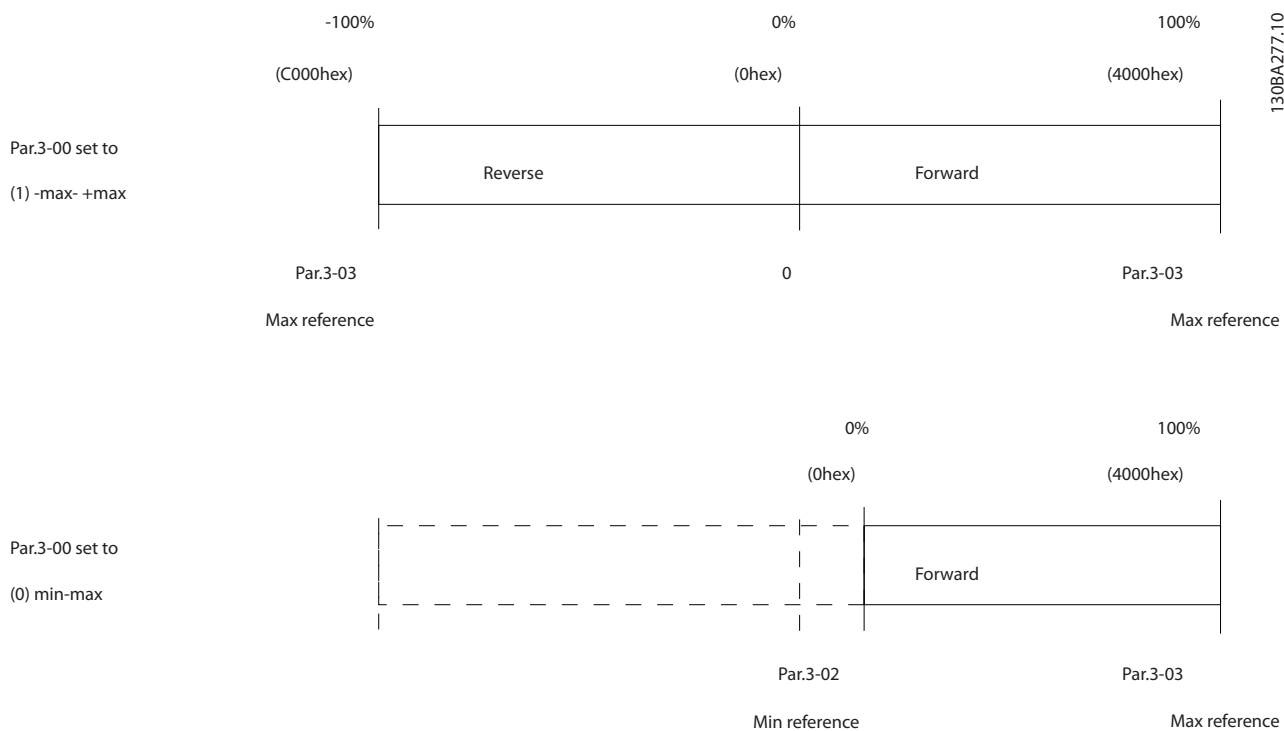 -100% 0% 100%
(C000hex) (0hex) (4000hex)
130BA277.10
Par.3-00 set to
(1) -max- +max
Reverse Forward
Par.3-03 0 Par.3-03
Max reference Max reference
0% 100%
(0hex) (4000hex)
Par.3-00 set to
(0) min-max
Forward
Par.3-02 Par.3-03
Min reference Max reference